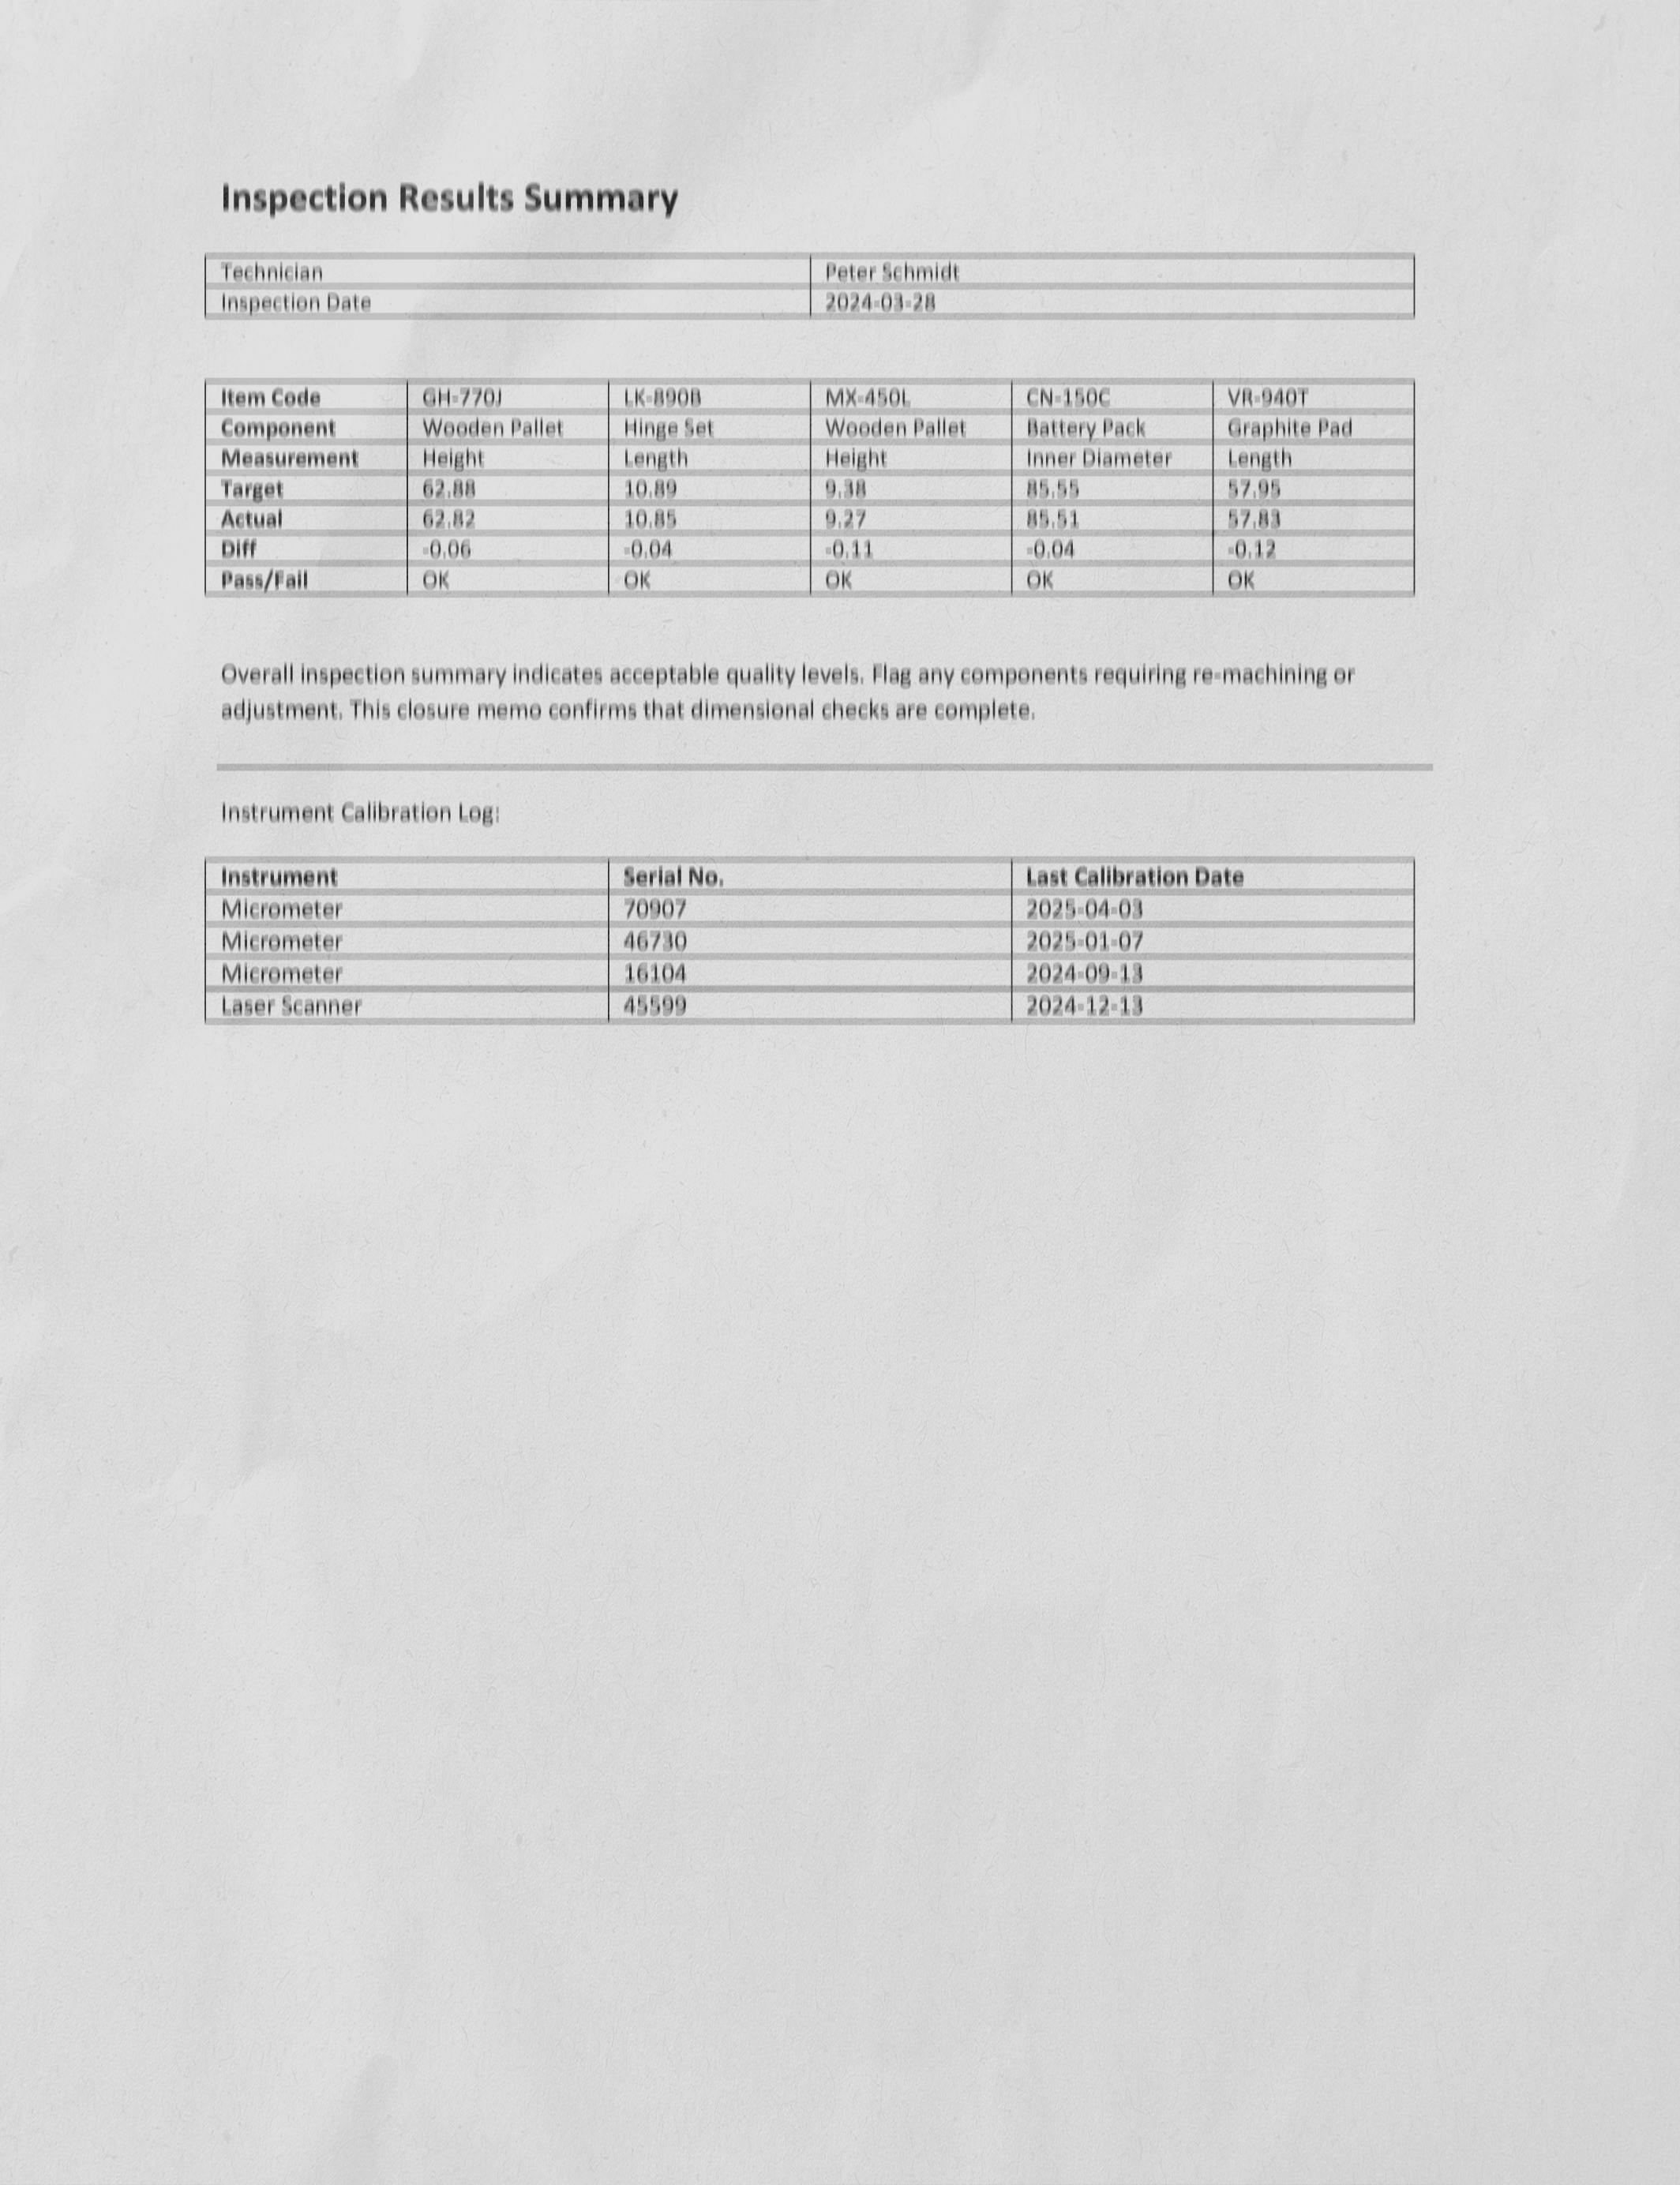 Inspection Results Summary
Technician Peter Schmidt
Inspection Date 2024-03-28
Item Code GH-770J LK-890B MX-450L CN-150C VR-940T
Component Wooden Pallet Hinge Set Wooden Pallet Battery Pack Graphite Pad
Measurement Height Length Height Inner Diameter Length
Target 62.88 10.89 9.38 85.55 57.95
Actual 62.82 10.85 9.27 85.51 57.83
Diff -0.06 -0.04 -0.11 -0.04 -0.12
Pass/Fail OK OK OK OK OK
Overall inspection summary indicates acceptable quality levels. Flag any components requiring re-machining or
adjustment. This closure memo confirms that dimensional checks are complete.
Instrument Calibration Log:
Instrument Serial No. Last Calibration Date
Micrometer 70907 2025-04-03
Micrometer 46730 2025-01-07
Micrometer 16104 2024-09-13
Laser Scanner 45599 2024-12-13